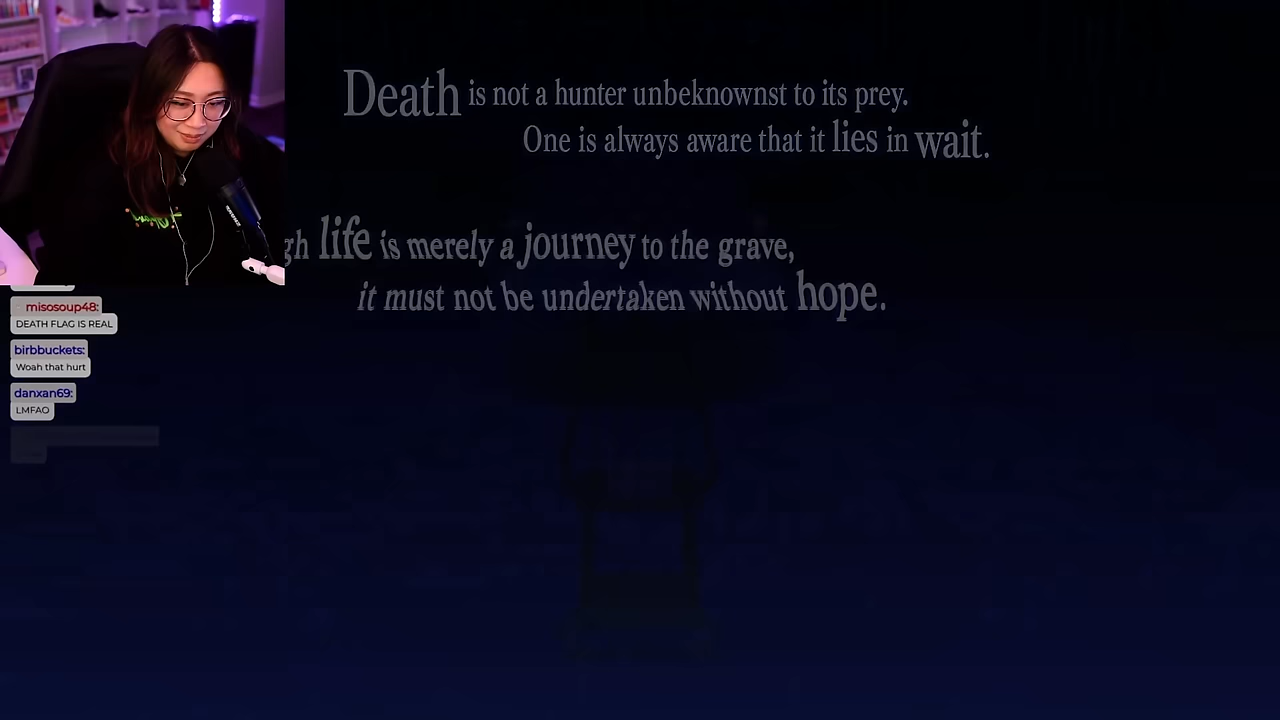 Death is not a hunter unbeknownst to its prey.
One is always aware that it lies in wait.
gh life is merely a journey to the grave,
it must not be undertaken without hope.
misosoup48:
DEATH FLAG IS REAL
birbbuckets:
Woah that hurt
danxan69:
LMFAO